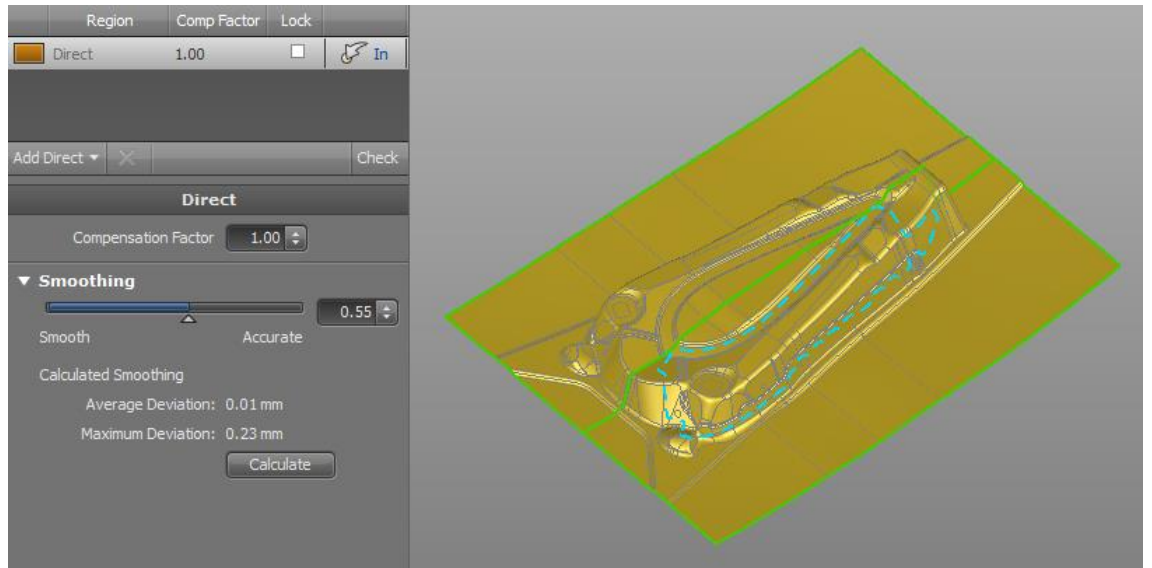 Region Comp Factor Lock
Direct 1.00 In
Add Direct Check
Direct
Compensation Factor 1.00
Smoothing
0.55
Smooth Accurate
Calculated Smoothing
Average Deviation: 0.01 mm
Maximum Deviation: 0.23 mm
Calculate